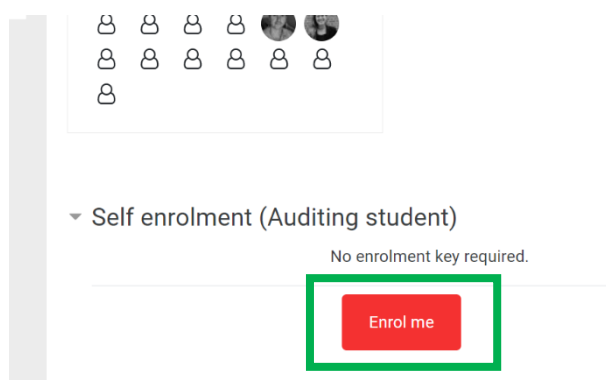 Self enrolment (Auditing student)
No enrolment key required.
Enrol me